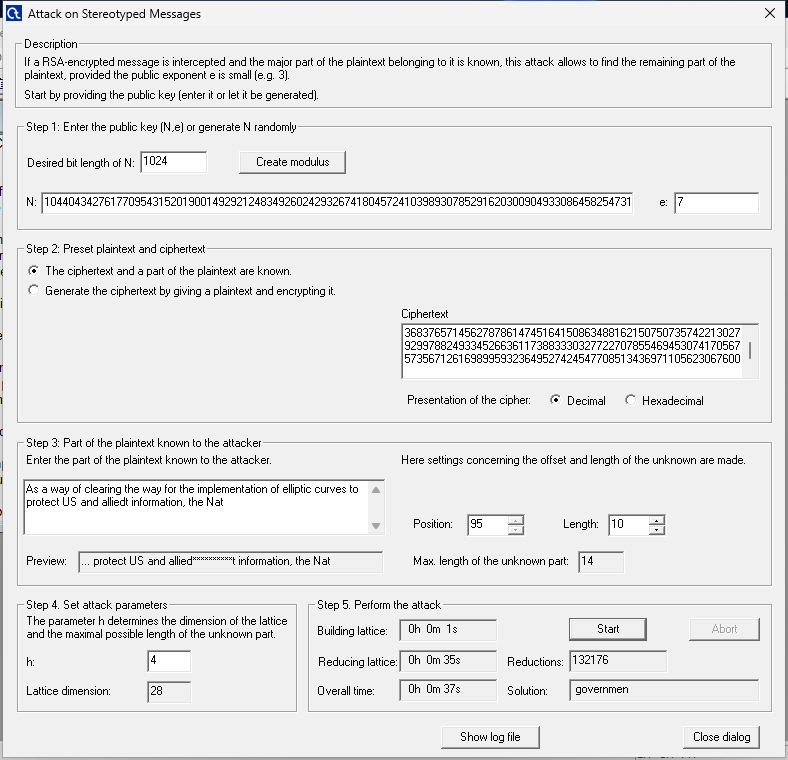 Attack on Stereotyped Messages
Description
If a RSA-encrypted message is intercepted and the major part of the plaintext belonging to it is known, this attack allows to find the remaining part of the
plaintext, provided the public exponent e is small (e.g. 3).
Start by providing the public key (enter it or let it be generated).
Step 1: Enter the public key (N,e) or generate N randomly
Desired bit length of N: 1024 Create modulus
N: 10440434276177095431520190014929212483492602429326741804572410398930785291620300904933086458254731 e: 7
Step 2: Preset plaintext and ciphertext
The ciphertext and a part of the plaintext are known.
Generate the ciphertext by giving a plaintext and encrypting it.
Ciphertext
36837657145627878614745164150863488162150750735742213027
92997882493345266361173883330327722707855469453074170567
57356712616989959323649527424547708513436971105623067600
Presentation of the cipher: Decimal Hexadecimal
Step 3: Part of the plaintext known to the attacker
Enter the part of the plaintext known to the attacker.
Here settings concerning the offset and length of the unknown are made.
As a way of clearing the way for the implementation of elliptic curves to
protect US and alliedt information, the Nat
Position: 95 Length: 10
Preview: ... protect US and allied**********t information, the Nat
Max. length of the unknown part: 14
Step 4. Set attack parameters
The parameter h determines the dimension of the lattice
and the maximal possible length of the unknown part.
h: 4
Lattice dimension: 28
Step 5. Perform the attack
Building lattice: 0h 0m 1s Start Abort
Reducing lattice: 0h 0m 35s Reductions: 132176
Overall time: 0h 0m 37s Solution: governmen
Show log file Close dialog